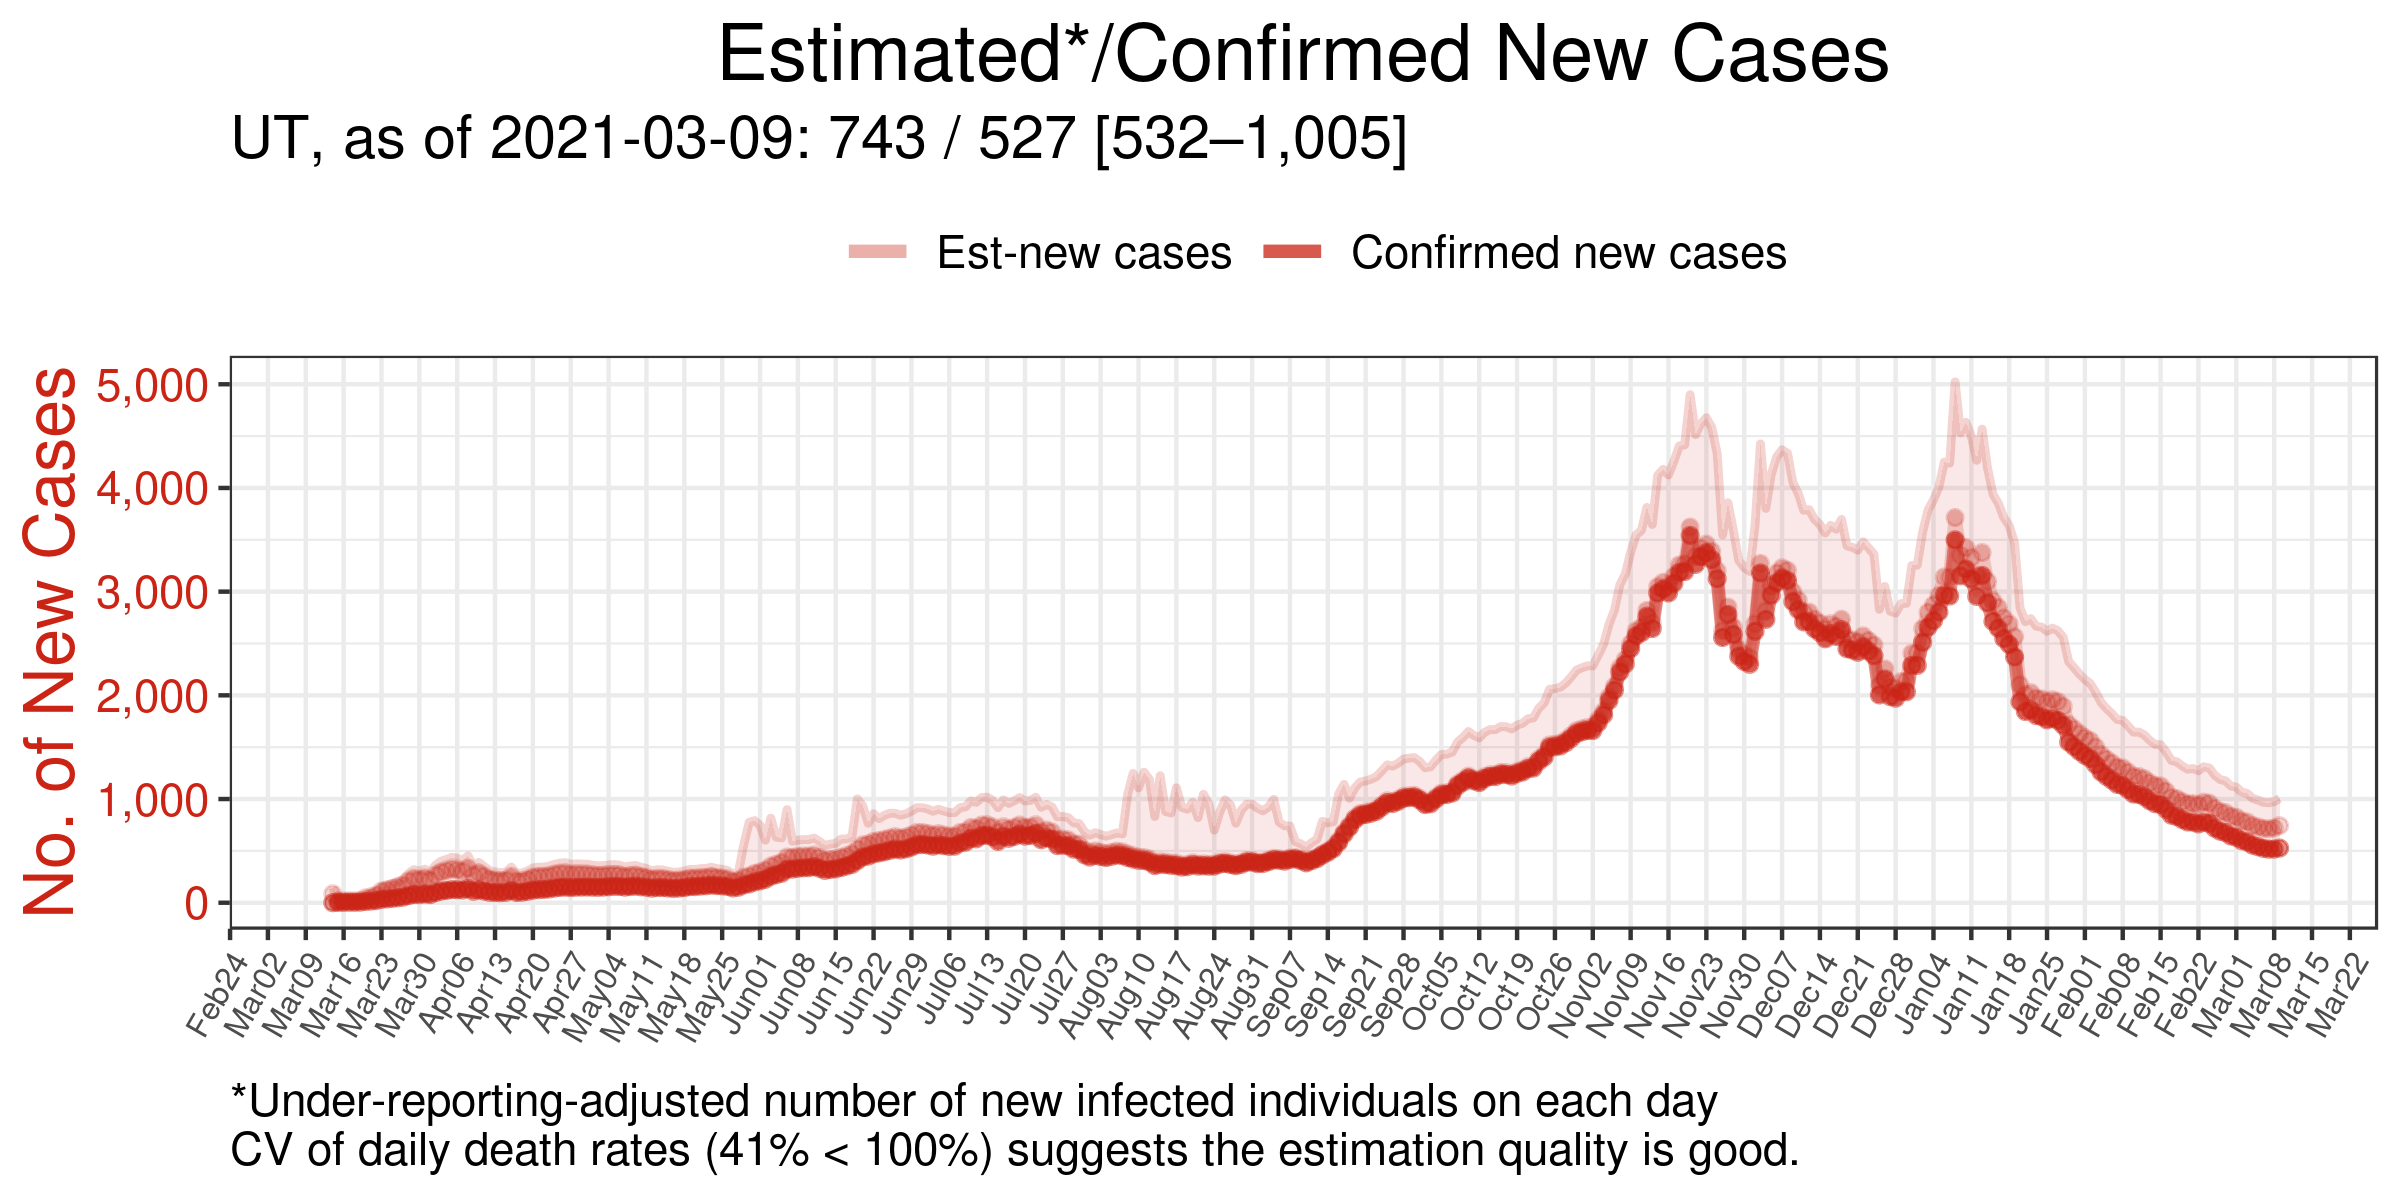 Estimated*/Confirmed New Cases
UT, as of 2021-03-09: 743 / 527 [532–1,005]
Est-new cases Confirmed new cases
No. of New Cases
5,000
4,000
3,000
2,000
1,000
0
Feb24 Mar02 Mar09 Mar16 Mar23 Mar30 Apr06 Apr13 Apr20 Apr27 May04 May11 May18 May25 Jun01 Jun08 Jun15 Jun22 Jun29 Jul06 Jul13 Jul20 Jul27 Aug03 Aug10 Aug17 Aug24 Aug31 Sep07 Sep14 Sep21 Sep28 Oct05 Oct12 Oct19 Oct26 Nov02 Nov09 Nov16 Nov23 Nov30 Dec07 Dec14 Dec21 Dec28 Jan04 Jan11 Jan18 Jan25 Feb01 Feb08 Feb15 Feb22 Mar01 Mar08 Mar15 Mar22
*Under-reporting-adjusted number of new infected individuals on each day
CV of daily death rates (41% < 100%) suggests the estimation quality is good.